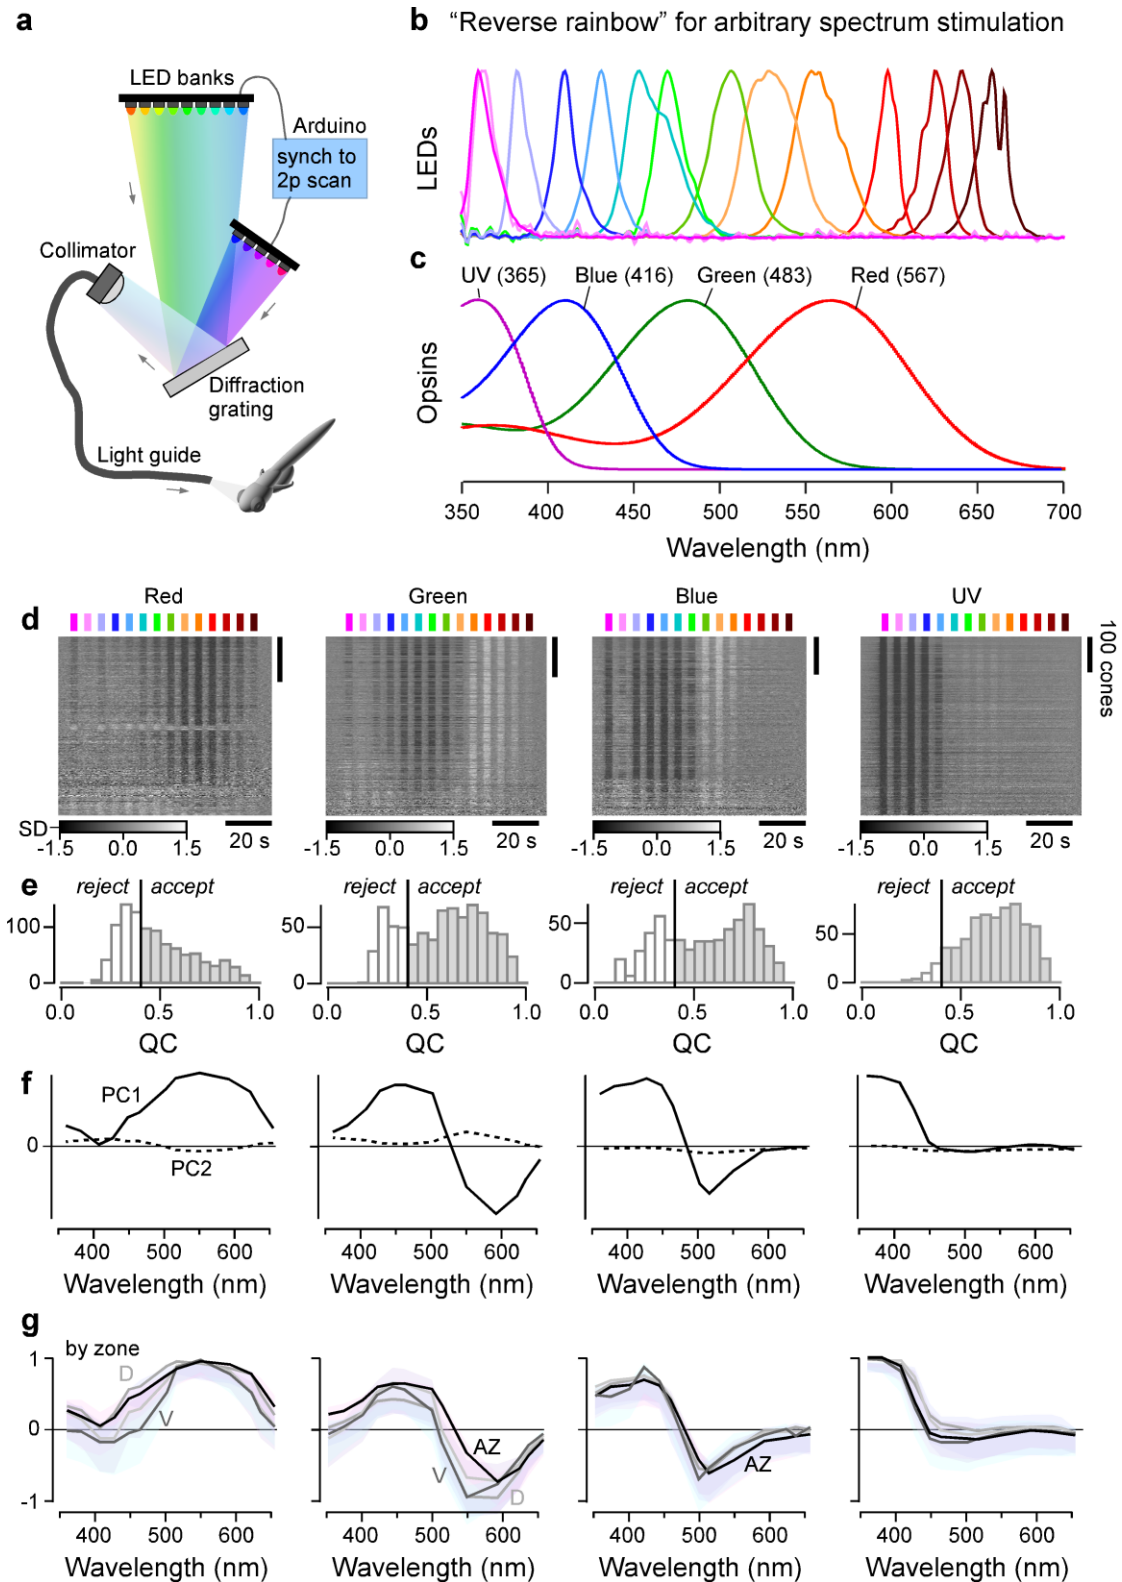 a
LED banks
Arduino
synch to
2p scan
Collimator
Diffraction
grating
Light guide
b "Reverse rainbow" for arbitrary spectrum stimulation
LEDs
c
UV (365) Blue (416) Green (483) Red (567)
Opsins
350 400 450 500 550 600 650 700
Wavelength (nm)
d
Red Green Blue UV
100 cones
SD
-1.5 0.0 1.5 20 s -1.5 0.0 1.5 20 s -1.5 0.0 1.5 20 s -1.5 0.0 1.5 20 s
e
reject accept reject accept reject accept reject accept
100
0
50
0
50
0
50
0
0.0 0.5 1.0 0.0 0.5 1.0 0.0 0.5 1.0 0.0 0.5 1.0
QC QC QC QC
f
PC1
0
PC2
400 500 600 400 500 600 400 500 600 400 500 600
Wavelength (nm) Wavelength (nm) Wavelength (nm) Wavelength (nm)
g
by zone
1
0
-1
D
V
AZ
V
D
AZ
400 500 600 400 500 600 400 500 600 400 500 600
Wavelength (nm) Wavelength (nm) Wavelength (nm) Wavelength (nm)